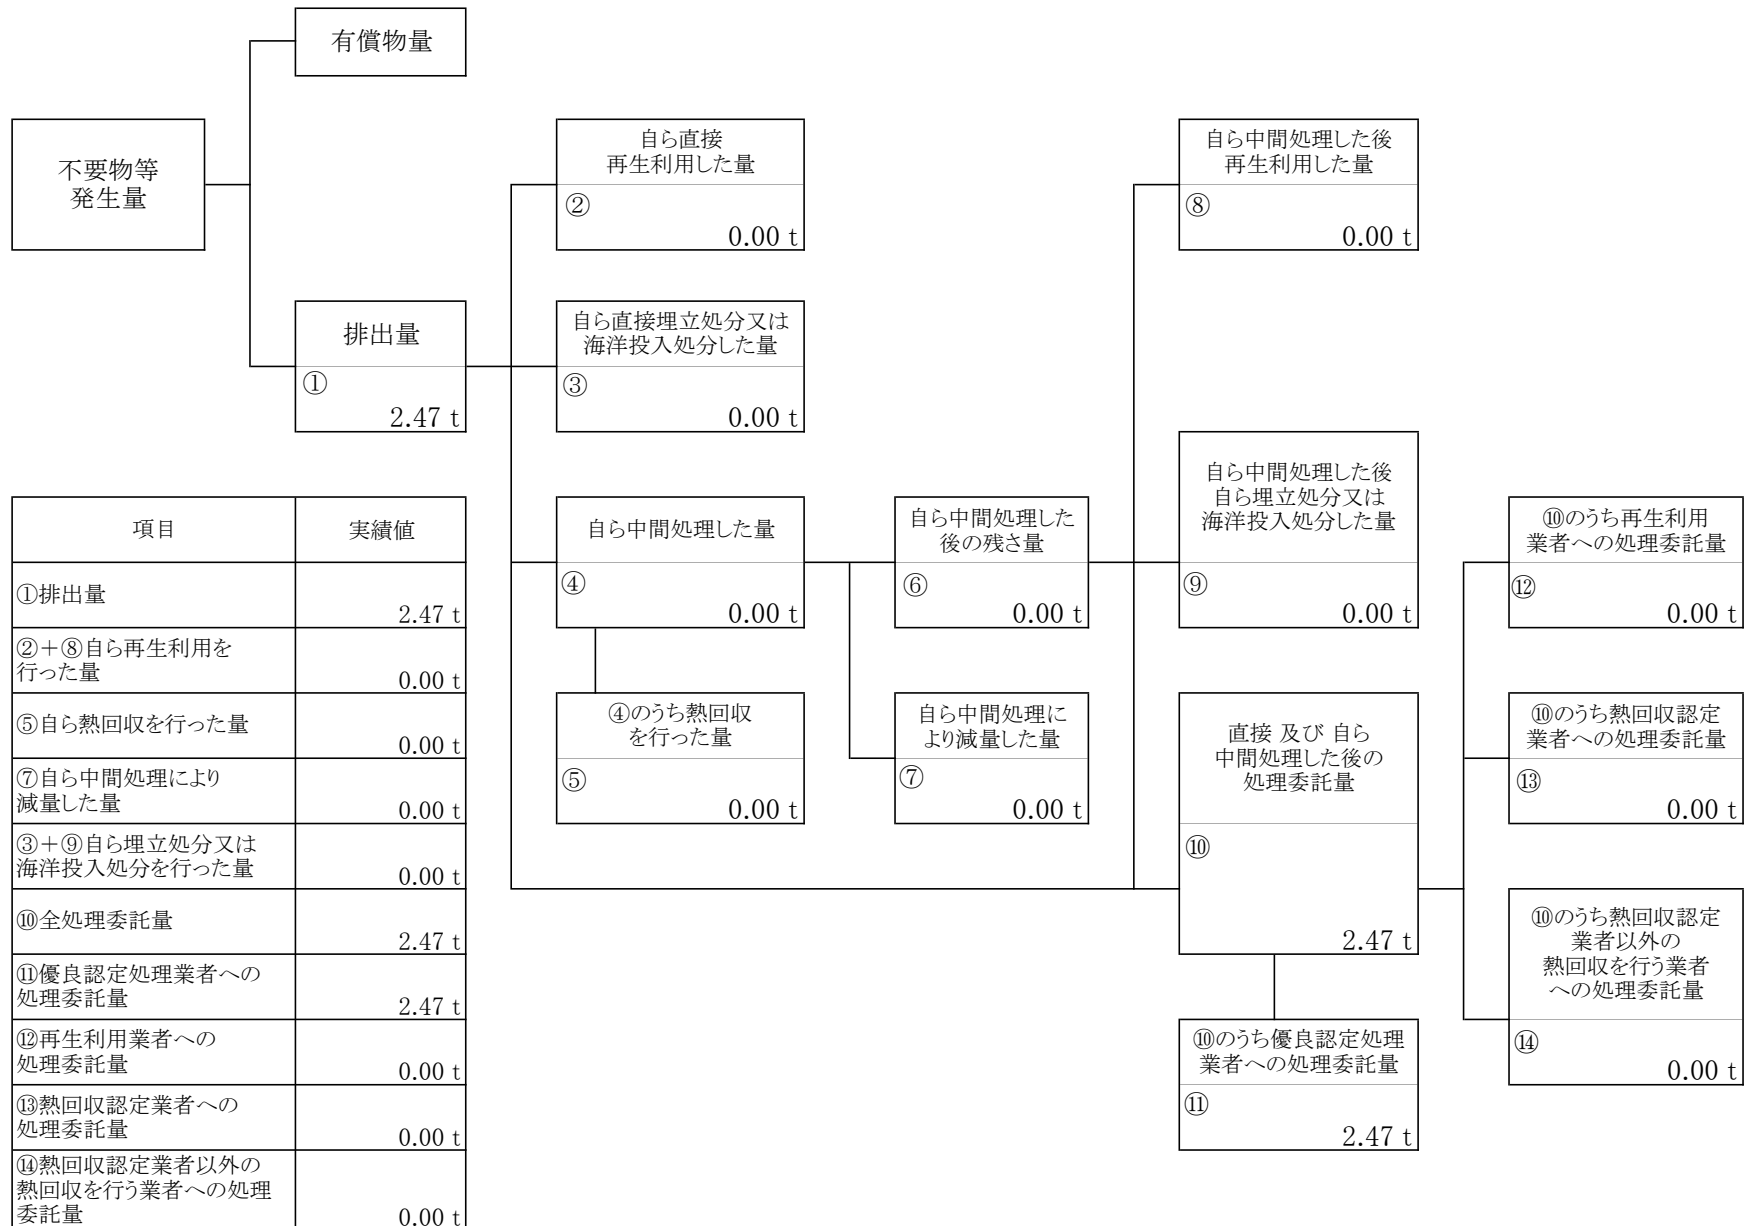 有償物量
不要物等
発生量
自ら直接
再生利用した量
②
0.00 t
自ら中間処理した後
再生利用した量
⑧
0.00 t
排出量
①
2.47 t
自ら直接埋立処分又は
海洋投入処分した量
③
0.00 t
自ら中間処理した量
④
0.00 t
自ら中間処理した
後の残さ量
⑥
0.00 t
自ら中間処理した後
自ら埋立処分又は
海洋投入処分した量
⑨
0.00 t
⑩のうち再生利用
業者への処理委託量
⑫
0.00 t
④のうち熱回収
を行った量
⑤
0.00 t
自ら中間処理に
より減量した量
⑦
0.00 t
直接 及び 自ら
中間処理した後の
処理委託量
⑩
2.47 t
⑩のうち熱回収認定
業者への処理委託量
⑬
0.00 t
⑩のうち熱回収認定
業者以外の
熱回収を行う業者
への処理委託量
⑭
0.00 t
⑩のうち優良認定処理
業者への処理委託量
⑪
2.47 t
項目 実績値
①排出量
2.47 t
②＋⑧自ら再生利用を
行った量
0.00 t
⑤自ら熱回収を行った量
0.00 t
⑦自ら中間処理により
減量した量
0.00 t
③＋⑨自ら埋立処分又は
海洋投入処分を行った量
0.00 t
⑩全処理委託量
2.47 t
⑪優良認定処理業者への
処理委託量
2.47 t
⑫再生利用業者への
処理委託量
0.00 t
⑬熱回収認定業者への
処理委託量
0.00 t
⑭熱回収認定業者以外の
熱回収を行う業者への処理
委託量
0.00 t